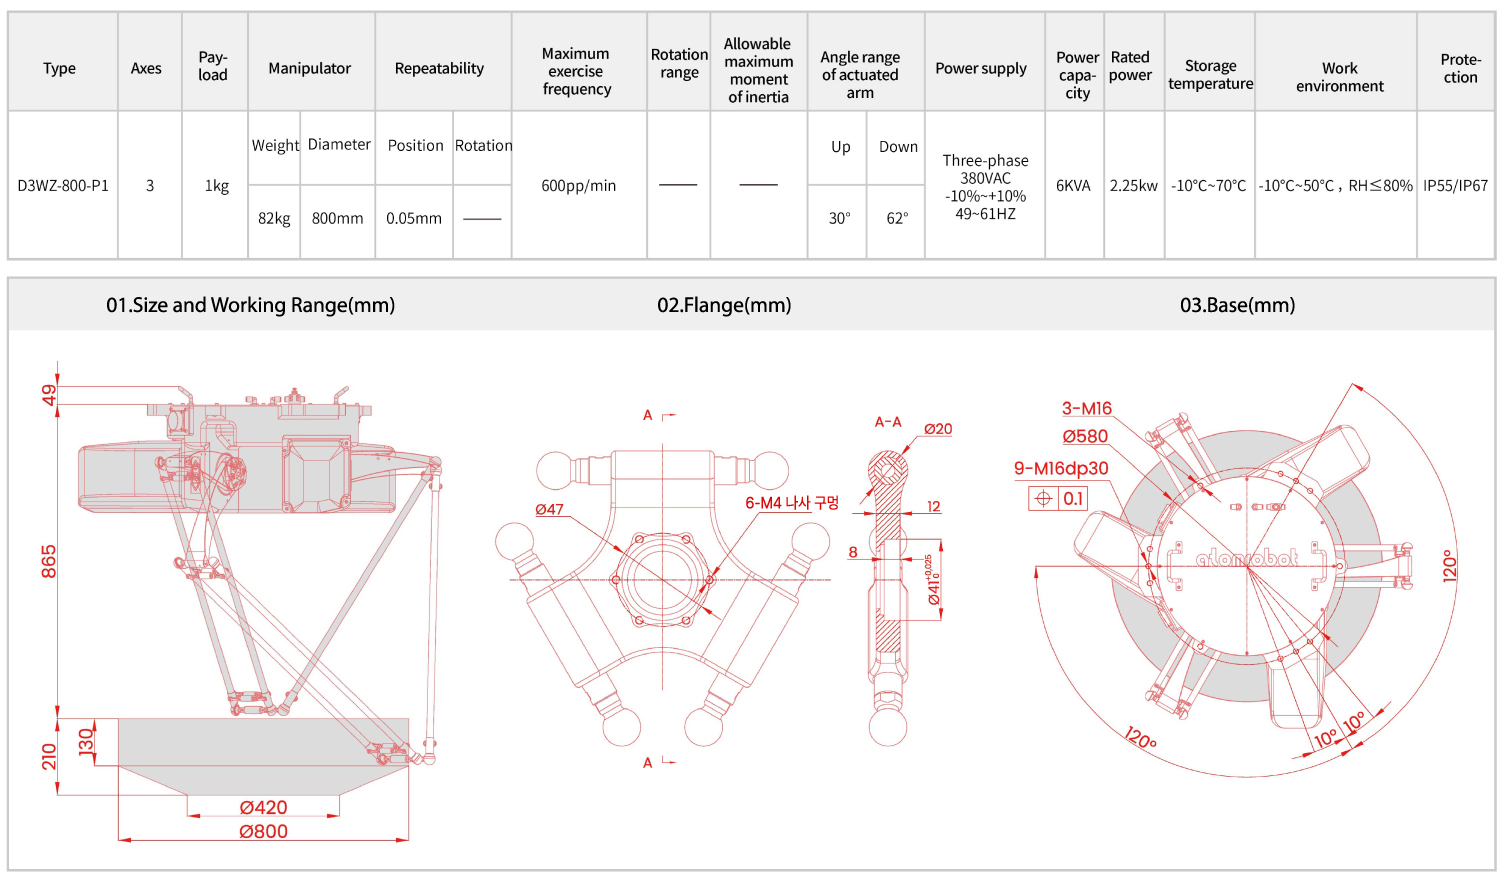 Type
Axes
Pay-
load
Manipulator
Repeatability
Maximum
exercise
frequency
Rotation
range
Allowable
maximum
moment
of inertia
Angle range
of actuated
arm
Power supply
Power
capa-
city
Rated
power
Storage
temperature
Work
environment
Prote-
ction
D3WZ-800-P1
3
1kg
Weight
Diameter
82kg
800mm
Position
Rotation
0.05mm
——
600pp/min
——
——
Up
Down
30°
62°
Three-phase
380VAC
-10%~+10%
49~61HZ
6KVA
2.25kw
-10℃~70℃
-10℃~50℃ , RH≤80%
IP55/IP67
01.Size and Working Range(mm)
02.Flange(mm)
03.Base(mm)
49
865
210
130
Ø420
Ø800
A
A
Ø47
6-M4 나사 구멍
A-A
Ø20
12
8
Ø41 +0.025 0
3-M16
Ø580
9-M16dp30
⌖ 0.1
atomrobot
120°
120°
10°
10°